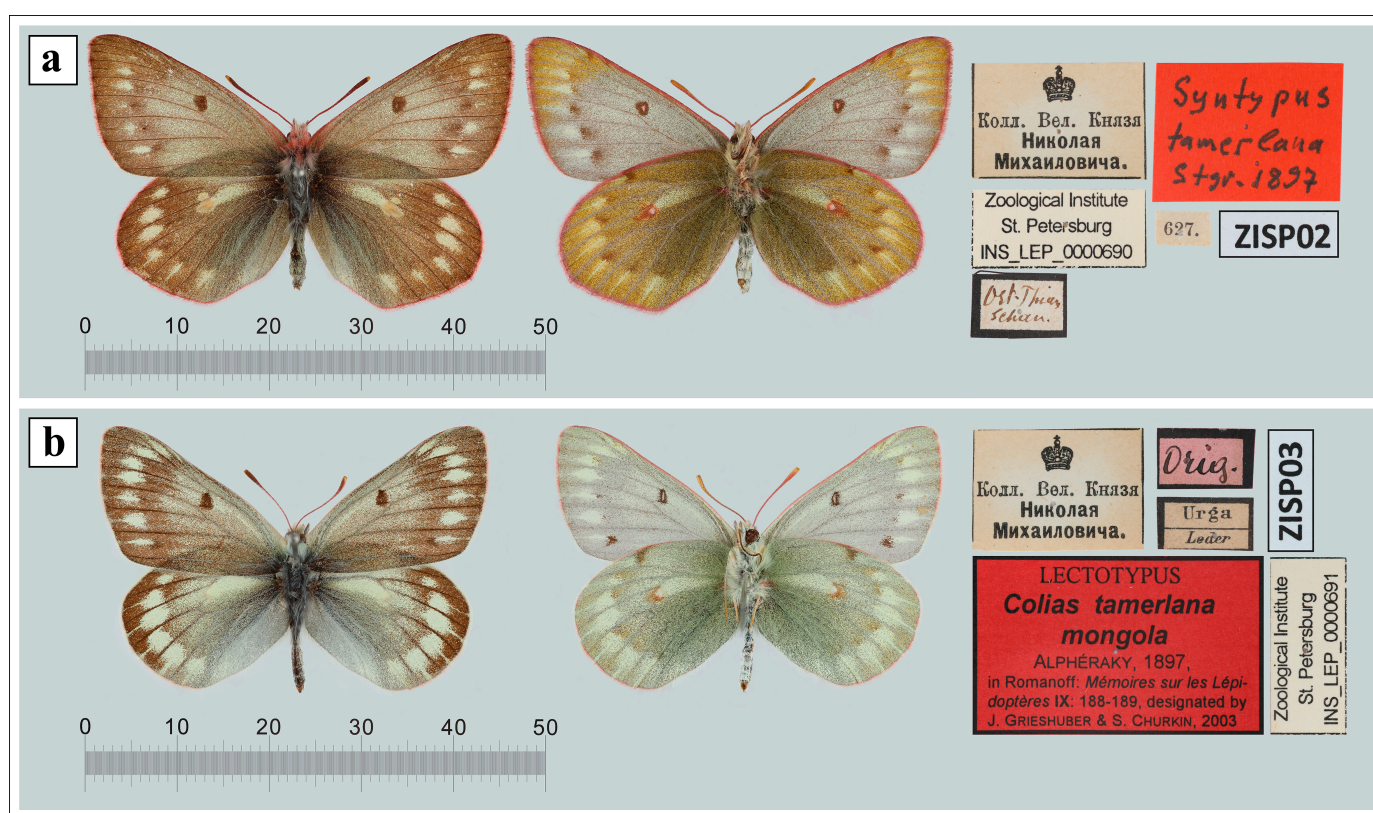 a
Колл. Вел. Князя
Николая
Михаиловича.
Syntypus
tamerlana
Stgr. 1897
Zoological Institute
St. Petersburg
INS_LEP_0000690
627.
ZISP02
Ost. Thian
Schan.
0 10 20 30 40 50
b
Колл. Вел. Князя
Николая
Михаиловича.
Orig.
Urga
Leder
ZISP03
LECTOTYPUS
Colias tamerlana
mongola
ALPHÉRAKY, 1897,
in Romanoff: Mémoires sur les Lépi-
doptères IX: 188-189, designated by
J. GRIESHUBER & S. CHURKIN, 2003
Zoological Institute
St. Petersburg
INS_LEP_0000691
0 10 20 30 40 50